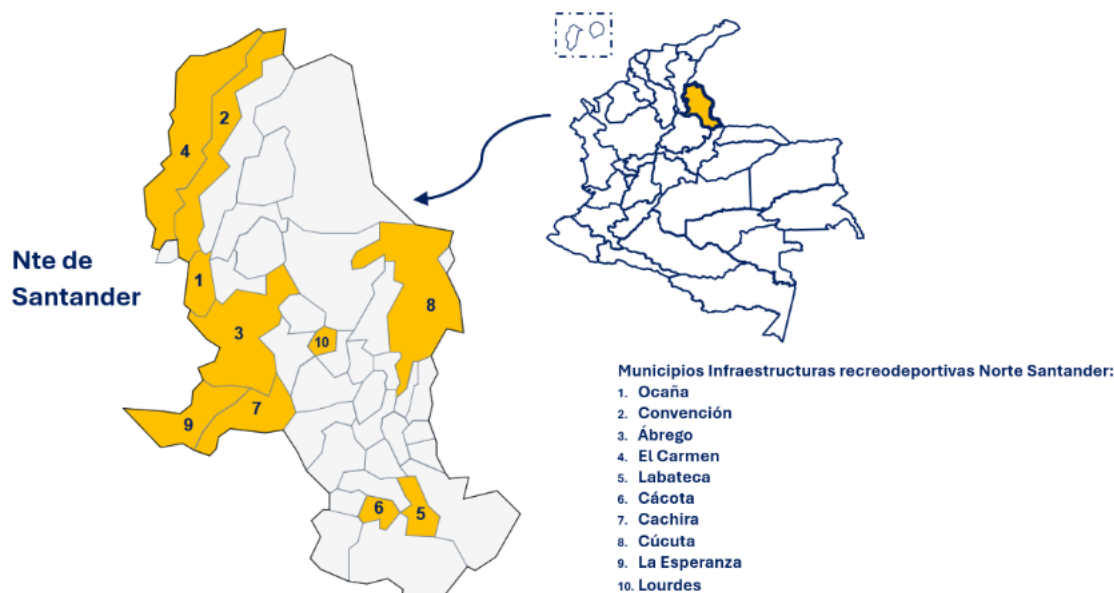 2
1
4
Nte de
Santander
1
3
8
10
7
9
6
5
Municipios Infraestructuras recreodeportivas Norte Santander:
1. Ocaña
2. Convención
3. Ábrego
4. El Carmen
5. Labateca
6. Cácota
7. Cachira
8. Cúcuta
9. La Esperanza
10. Lourdes